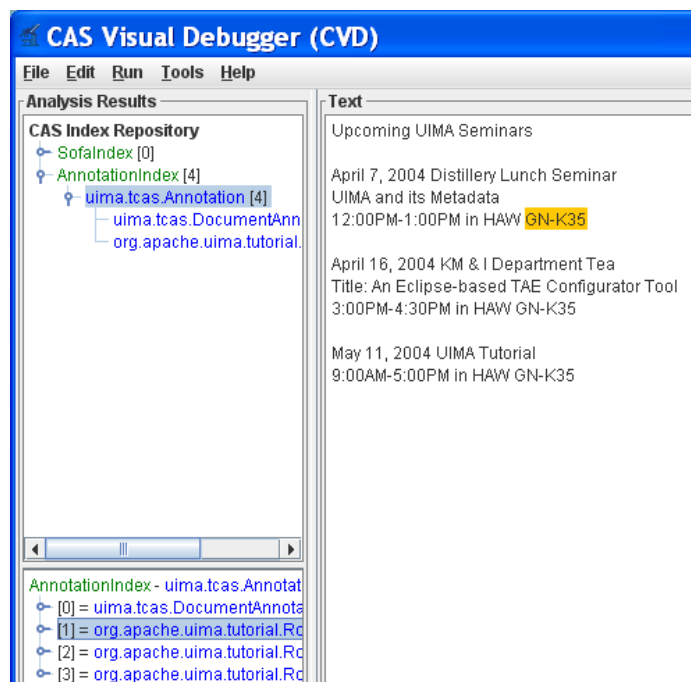 CAS Visual Debugger (CVD)
File Edit Run Tools Help
Analysis Results
CAS Index Repository
SofaIndex [0]
AnnotationIndex [4]
uima.tcas.Annotation [4]
uima.tcas.DocumentAnn
org.apache.uima.tutorial.
AnnotationIndex - uima.tcas.Annotat
[0] = uima.tcas.DocumentAnnota
[1] = org.apache.uima.tutorial.Ro
[2] = org.apache.uima.tutorial.Ro
[3] = org.apache.uima.tutorial.Ro
Text
Upcoming UIMA Seminars
April 7, 2004 Distillery Lunch Seminar
UIMA and its Metadata
12:00PM-1:00PM in HAW GN-K35
April 16, 2004 KM & I Department Tea
Title: An Eclipse-based TAE Configurator Tool
3:00PM-4:30PM in HAW GN-K35
May 11, 2004 UIMA Tutorial
9:00AM-5:00PM in HAW GN-K35